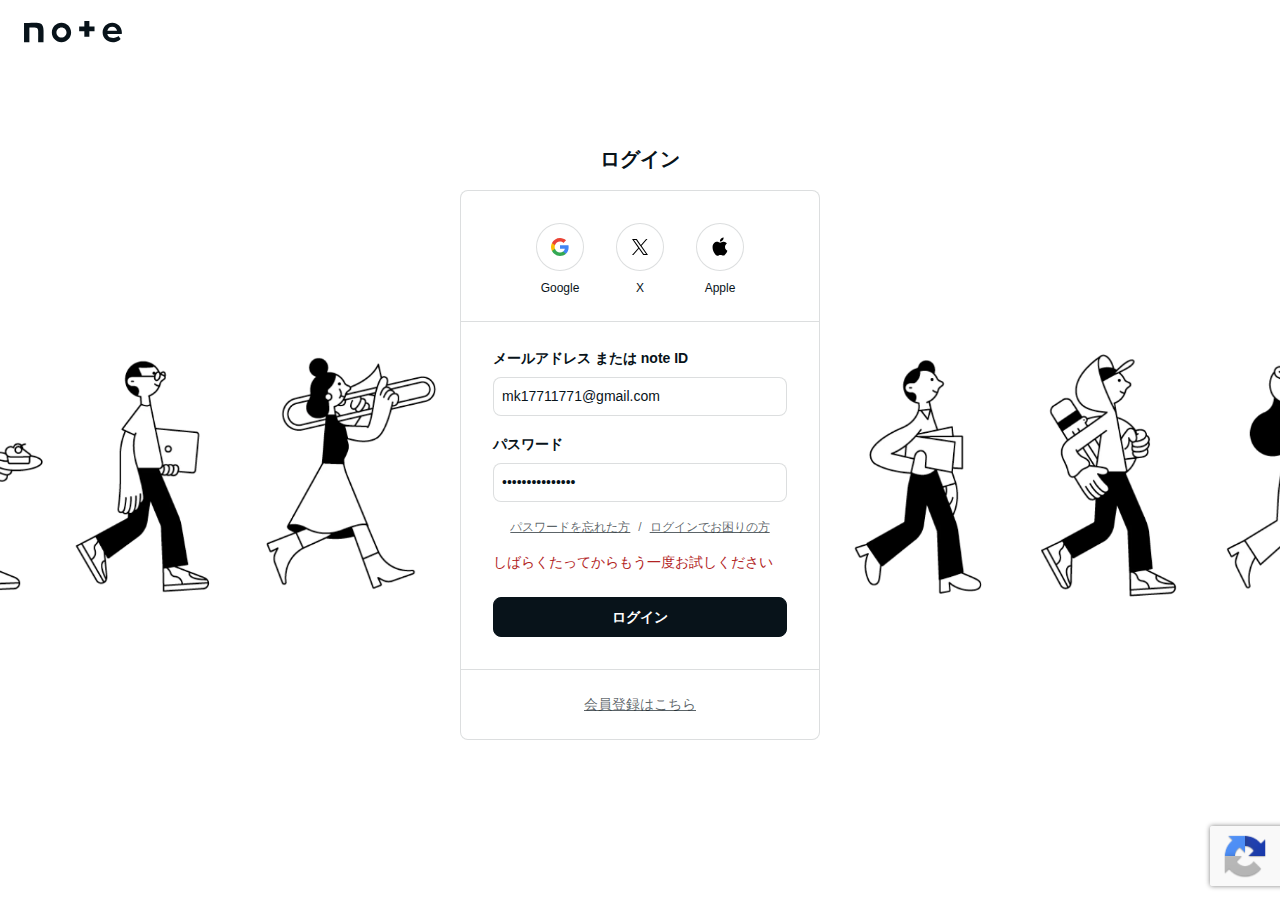 note
ログイン
Google
X
Apple
メールアドレス または note ID
mk17711771@gmail.com
パスワード
•••••••••••••••
パスワードを忘れた方 / ログインでお困りの方
しばらくたってからもう一度お試しください
ログイン
会員登録はこちら